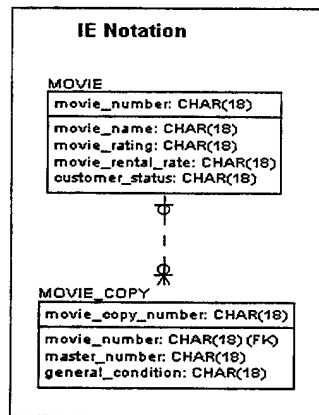 IE Notation
MOVIE
movie_number: CHAR(18)
movie_name: CHAR(18)
movie_rating: CHAR(18)
movie_rental_rate: CHAR(18)
customer_status: CHAR(18)
MOVIE_COPY
movie_copy_number: CHAR(18)
movie_number: CHAR(18) (FK)
master_number: CHAR(18)
general_condition: CHAR(18)